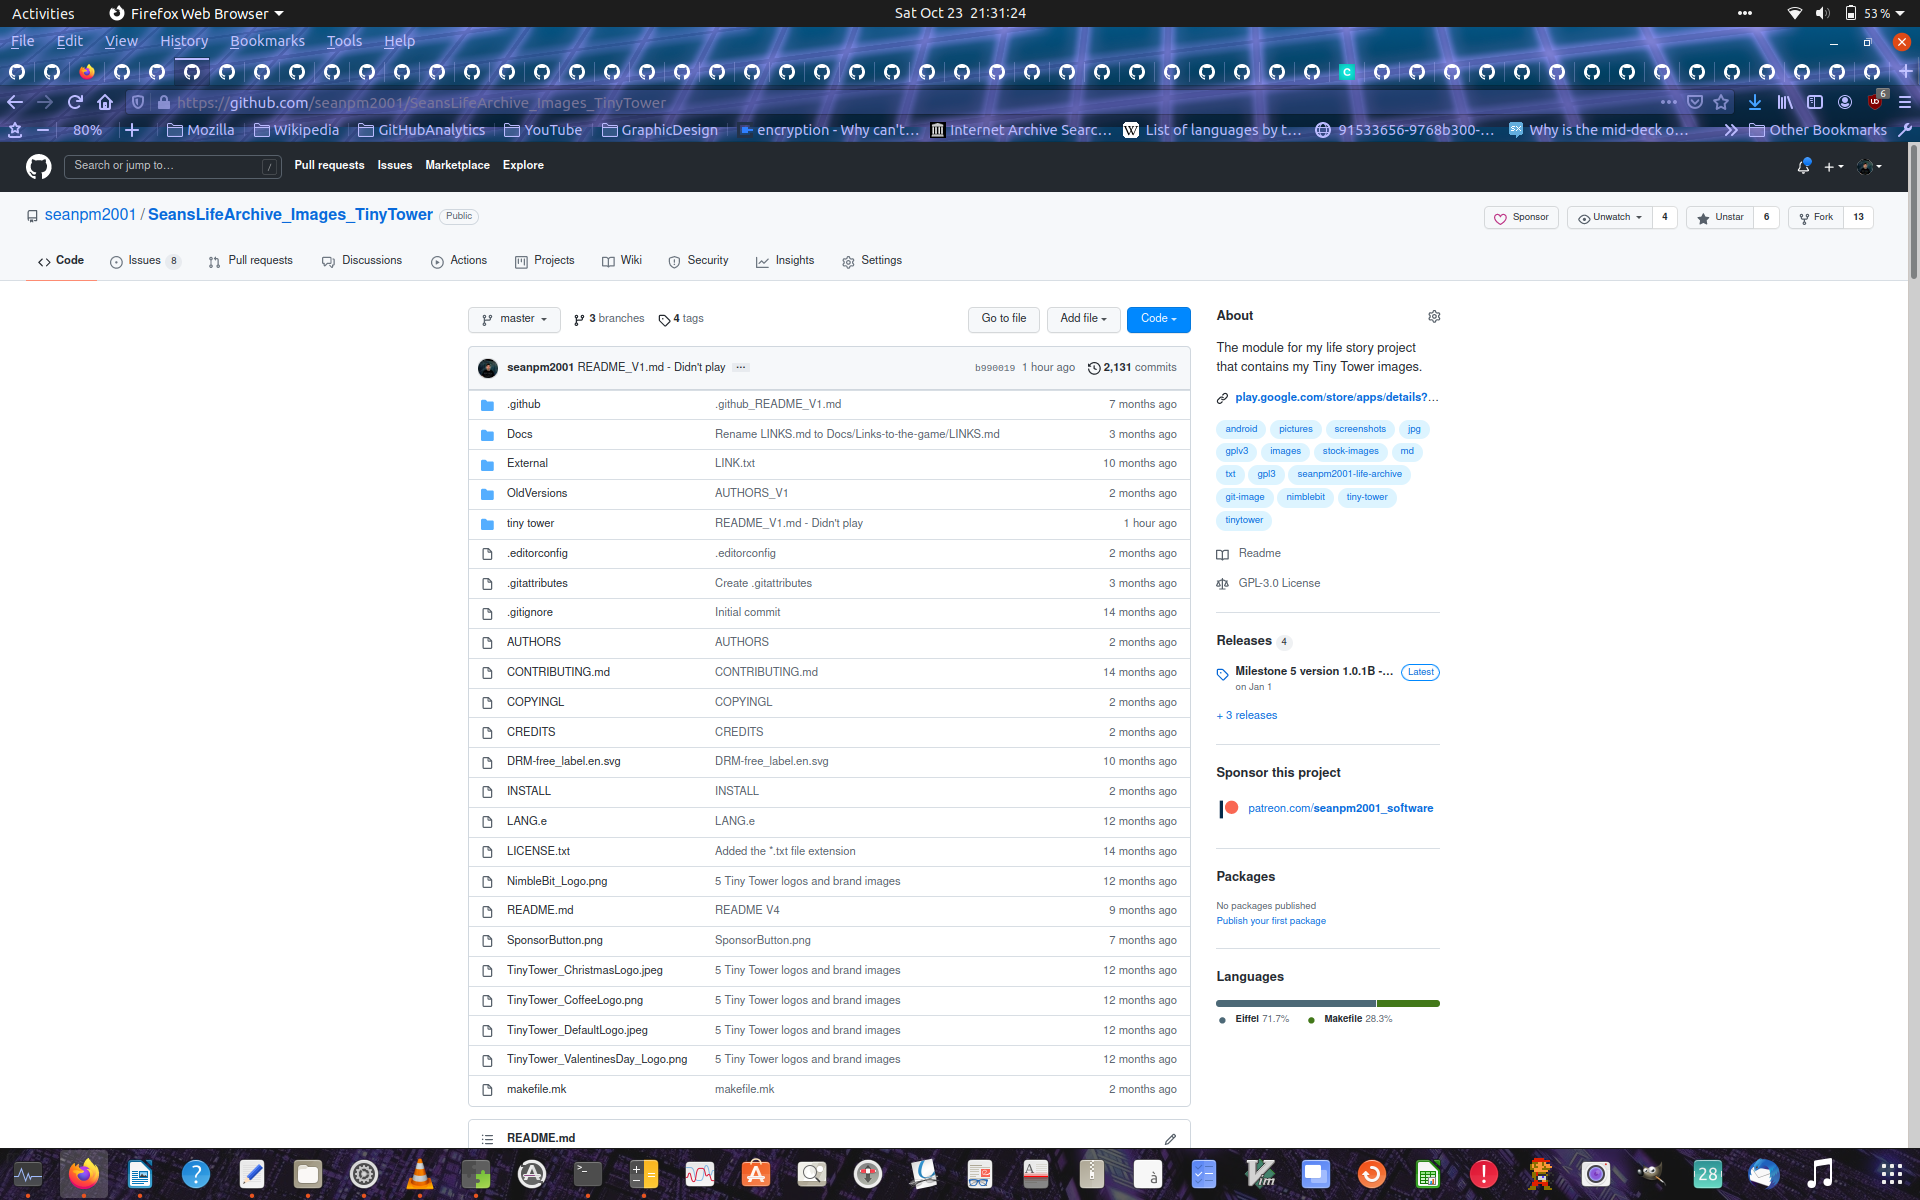 Activities Firefox Web Browser Sat Oct 23 21:31:24 53 %
File Edit View History Bookmarks Tools Help
https://github.com/seanpm2001/SeansLifeArchive_Images_TinyTower 6
80% Mozilla Wikipedia GitHubAnalytics YouTube GraphicDesign encryption - Why can't… Internet Archive Searc… List of languages by t… 91533656-9768b300-… Why is the mid-deck o… Other Bookmarks
Search or jump to… / Pull requests Issues Marketplace Explore
seanpm2001 / SeansLifeArchive_Images_TinyTower Public Sponsor Unwatch 4 Unstar 6 Fork 13
Code Issues 8 Pull requests Discussions Actions Projects Wiki Security Insights Settings
master 3 branches 4 tags Go to file Add file Code
seanpm2001 README_V1.md - Didn't play … b990019 1 hour ago 2,131 commits
.github .github_README_V1.md 7 months ago
Docs Rename LINKS.md to Docs/Links-to-the-game/LINKS.md 3 months ago
External LINK.txt 10 months ago
OldVersions AUTHORS_V1 2 months ago
tiny tower README_V1.md - Didn't play 1 hour ago
.editorconfig .editorconfig 2 months ago
.gitattributes Create .gitattributes 3 months ago
.gitignore Initial commit 14 months ago
AUTHORS AUTHORS 2 months ago
CONTRIBUTING.md CONTRIBUTING.md 14 months ago
COPYINGL COPYINGL 2 months ago
CREDITS CREDITS 2 months ago
DRM-free_label.en.svg DRM-free_label.en.svg 10 months ago
INSTALL INSTALL 2 months ago
LANG.e LANG.e 12 months ago
LICENSE.txt Added the *.txt file extension 14 months ago
NimbleBit_Logo.png 5 Tiny Tower logos and brand images 12 months ago
README.md README V4 9 months ago
SponsorButton.png SponsorButton.png 7 months ago
TinyTower_ChristmasLogo.jpeg 5 Tiny Tower logos and brand images 12 months ago
TinyTower_CoffeeLogo.png 5 Tiny Tower logos and brand images 12 months ago
TinyTower_DefaultLogo.jpeg 5 Tiny Tower logos and brand images 12 months ago
TinyTower_ValentinesDay_Logo.png 5 Tiny Tower logos and brand images 12 months ago
makefile.mk makefile.mk 2 months ago
README.md
About
The module for my life story project
that contains my Tiny Tower images.
play.google.com/store/apps/details?…
android pictures screenshots jpg
gplv3 images stock-images md
txt gpl3 seanpm2001-life-archive
git-image nimblebit tiny-tower
tinytower
Readme
GPL-3.0 License
Releases 4
Milestone 5 version 1.0.1B -… Latest
on Jan 1
+ 3 releases
Sponsor this project
patreon.com/seanpm2001_software
Packages
No packages published
Publish your first package
Languages
Eiffel 71.7% Makefile 28.3%
28